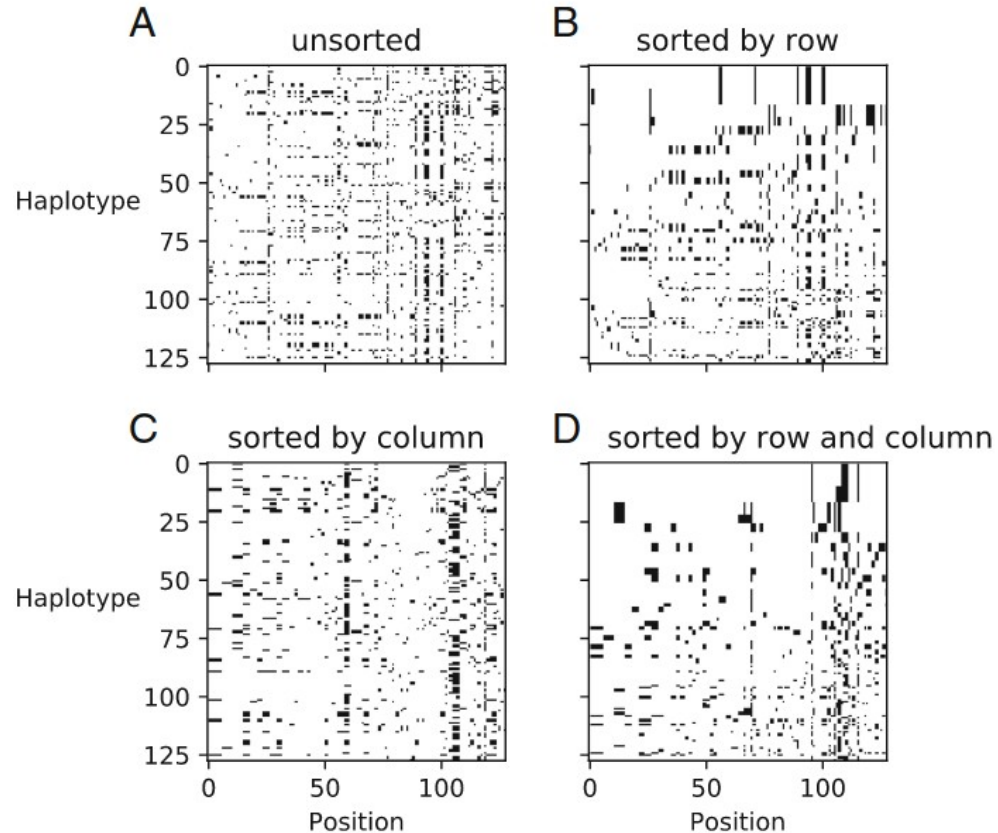 A
unsorted
B
sorted by row
0
25
50
75
100
125
Haplotype
C
sorted by column
D
sorted by row and column
0
25
50
75
100
125
Haplotype
0
50
100
Position
0
50
100
Position